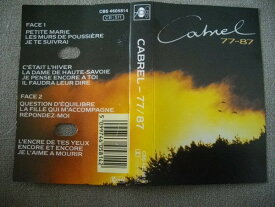 CBS 4605814
FACE 1
PETITE MARIE
LES MURS DE POUSSIÈRE
JE TE SUIVRAI
C'ÉTAIT L'HIVER
LA DAME DE HAUTE-SAVOIE
JE PENSE ENCORE À TOI
IL FAUDRA LEUR DIRE
FACE 2
QUESTION D'ÉQUILIBRE
LA FILLE QUI M'ACCOMPAGNE
RÉPONDEZ-MOI
L'ENCRE DE TES YEUX
ENCORE ET ENCORE
JE L'AIME A MOURIR
CABREL – 77/87
Cabrel
77-87